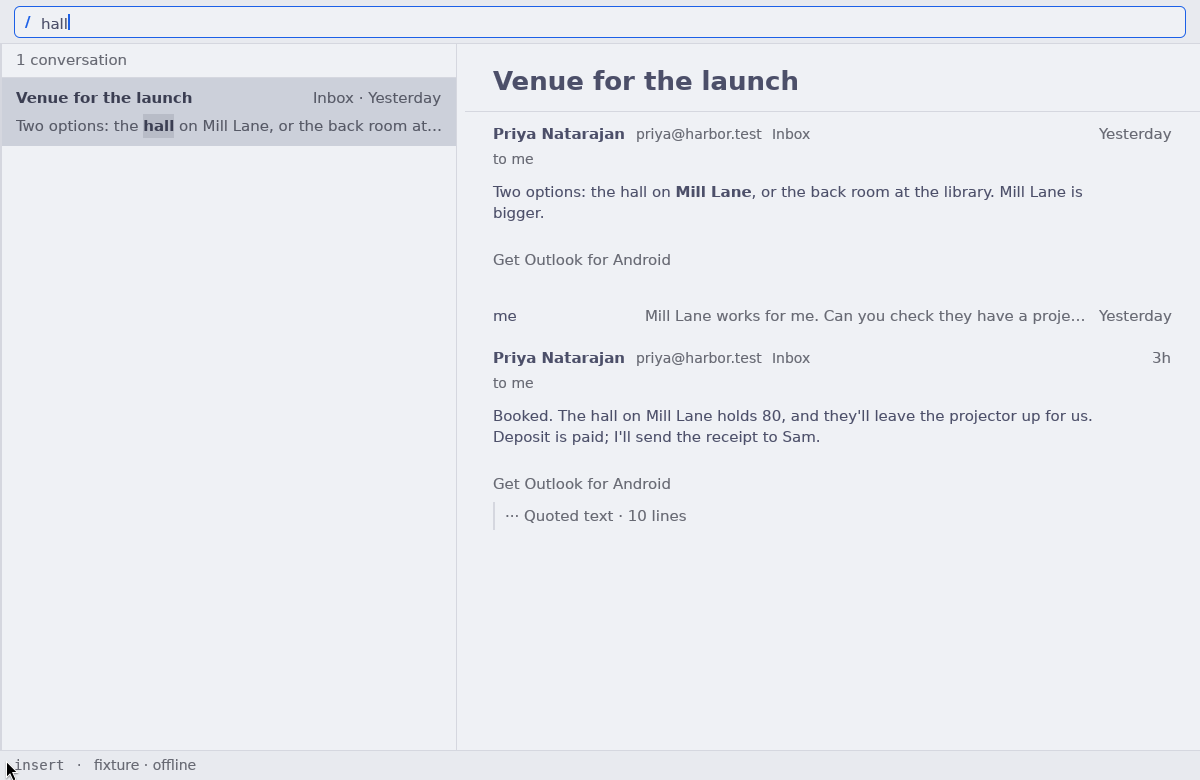 / hall
1 conversation
Venue for the launch Inbox · Yesterday
Two options: the hall on Mill Lane, or the back room at…
Venue for the launch
Priya Natarajan priya@harbor.test Inbox Yesterday
to me
Two options: the hall on Mill Lane, or the back room at the library. Mill Lane is
bigger.
Get Outlook for Android
me Mill Lane works for me. Can you check they have a proje… Yesterday
Priya Natarajan priya@harbor.test Inbox 3h
to me
Booked. The hall on Mill Lane holds 80, and they'll leave the projector up for us.
Deposit is paid; I'll send the receipt to Sam.
Get Outlook for Android
··· Quoted text · 10 lines
insert · fixture · offline